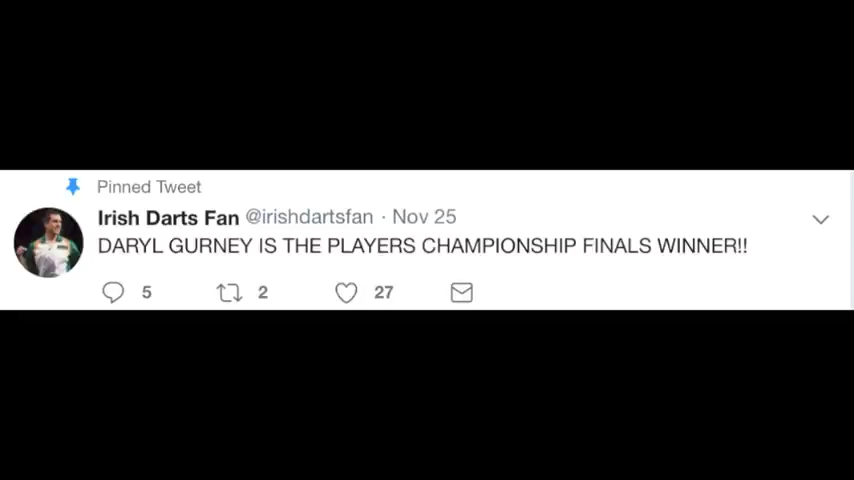 Pinned Tweet
Irish Darts Fan @irishdartsfan · Nov 25
DARYL GURNEY IS THE PLAYERS CHAMPIONSHIP FINALS WINNER!!
5 2 27